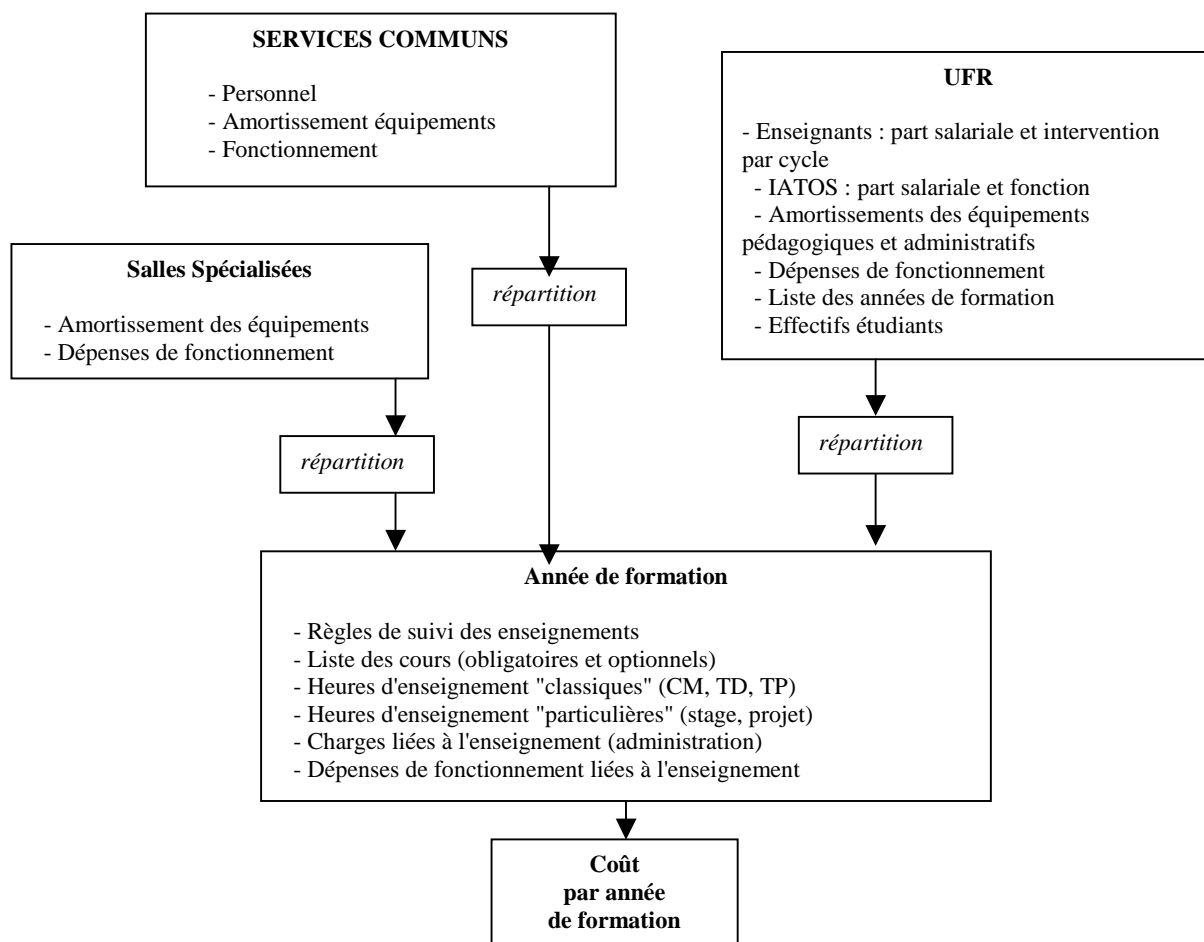 SERVICES COMMUNS
- Personnel
- Amortissement équipements
- Fonctionnement
UFR
- Enseignants : part salariale et intervention
par cycle
- IATOS : part salariale et fonction
- Amortissements des équipements
pédagogiques et administratifs
- Dépenses de fonctionnement
- Liste des années de formation
- Effectifs étudiants
Salles Spécialisées
- Amortissement des équipements
- Dépenses de fonctionnement
répartition
répartition
répartition
Année de formation
- Règles de suivi des enseignements
- Liste des cours (obligatoires et optionnels)
- Heures d'enseignement "classiques" (CM, TD, TP)
- Heures d'enseignement "particulières" (stage, projet)
- Charges liées à l'enseignement (administration)
- Dépenses de fonctionnement liées à l'enseignement
Coût
par année
de formation